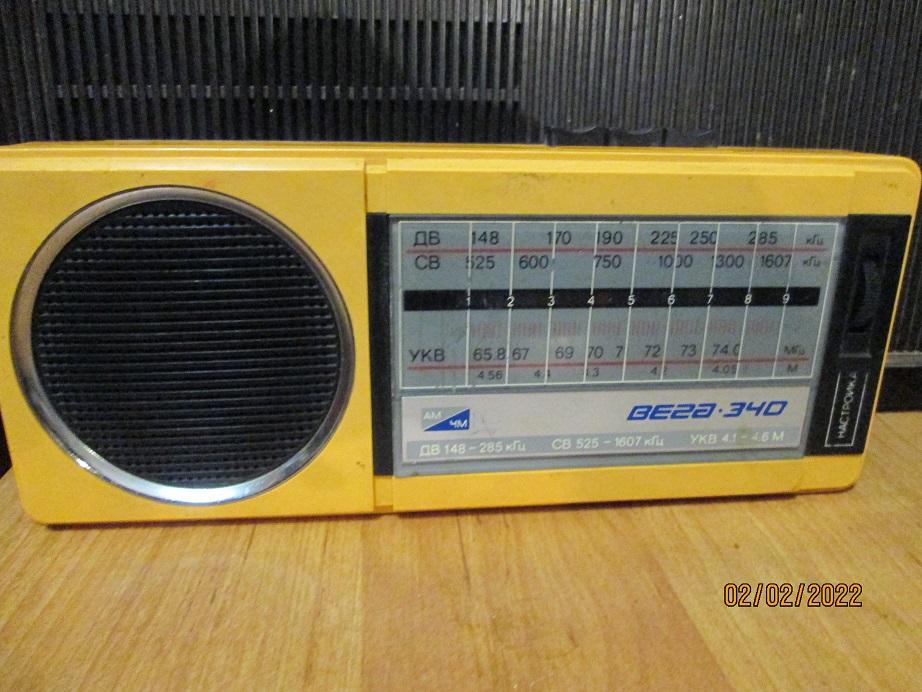 ДВ 148 170 190 225 250 285 кГц
СВ 525 600 750 1000 1300 1607 кГц
1 2 3 4 5 6 7 8 9
УКВ 65.8 67 69 70 72 73 74.0 МГц
4.56 4.2 4.05 М
АМ
ЧМ
ВЕГА·340
ДВ 148 – 285 кГц СВ 525 – 1607 кГц УКВ 4.1 – 4.6 М
НАСТРОЙКА
02/02/2022